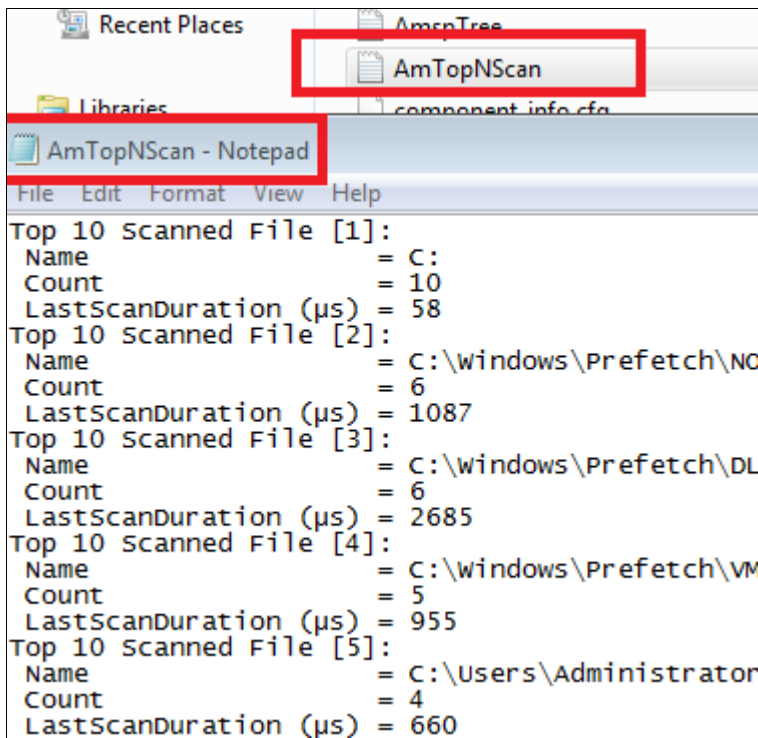 Recent Places
AmspTree
AmTopNScan
Libraries
component_info.cfg
AmTopNScan - Notepad
File Edit Format View Help
Top 10 Scanned File [1]:
Name = C:
Count = 10
LastScanDuration (µs) = 58
Top 10 Scanned File [2]:
Name = C:\Windows\Prefetch\NO
Count = 6
LastScanDuration (µs) = 1087
Top 10 Scanned File [3]:
Name = C:\Windows\Prefetch\DL
Count = 6
LastScanDuration (µs) = 2685
Top 10 Scanned File [4]:
Name = C:\Windows\Prefetch\VM
Count = 5
LastScanDuration (µs) = 955
Top 10 Scanned File [5]:
Name = C:\Users\Administrator
Count = 4
LastScanDuration (µs) = 660